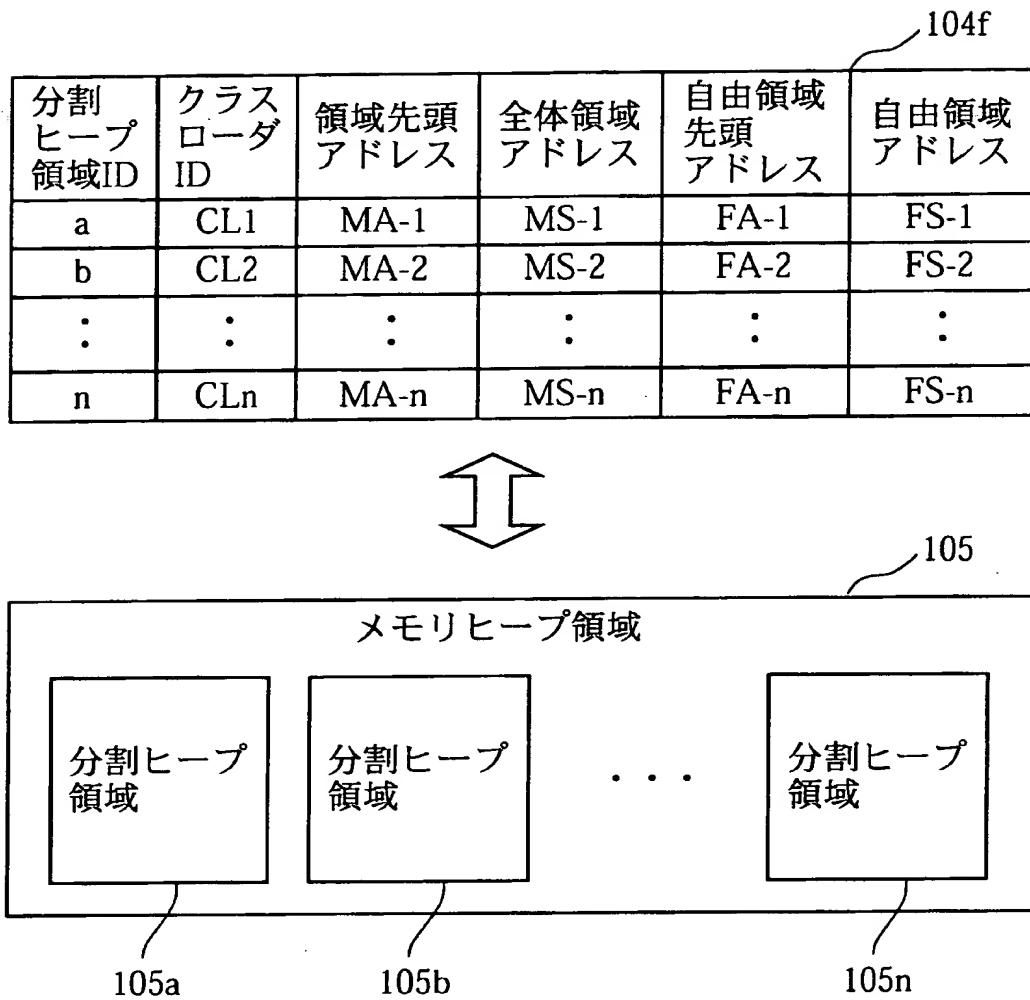 104f
分割
ヒープ
領域ID
クラス
ローダ
ID
領域先頭
アドレス
全体領域
アドレス
自由領域
先頭
アドレス
自由領域
アドレス
a CL1 MA-1 MS-1 FA-1 FS-1
b CL2 MA-2 MS-2 FA-2 FS-2
: : : : : :
n CLn MA-n MS-n FA-n FS-n
105
メモリヒープ領域
分割ヒープ
領域
分割ヒープ
領域
・・・
分割ヒープ
領域
105a 105b 105n